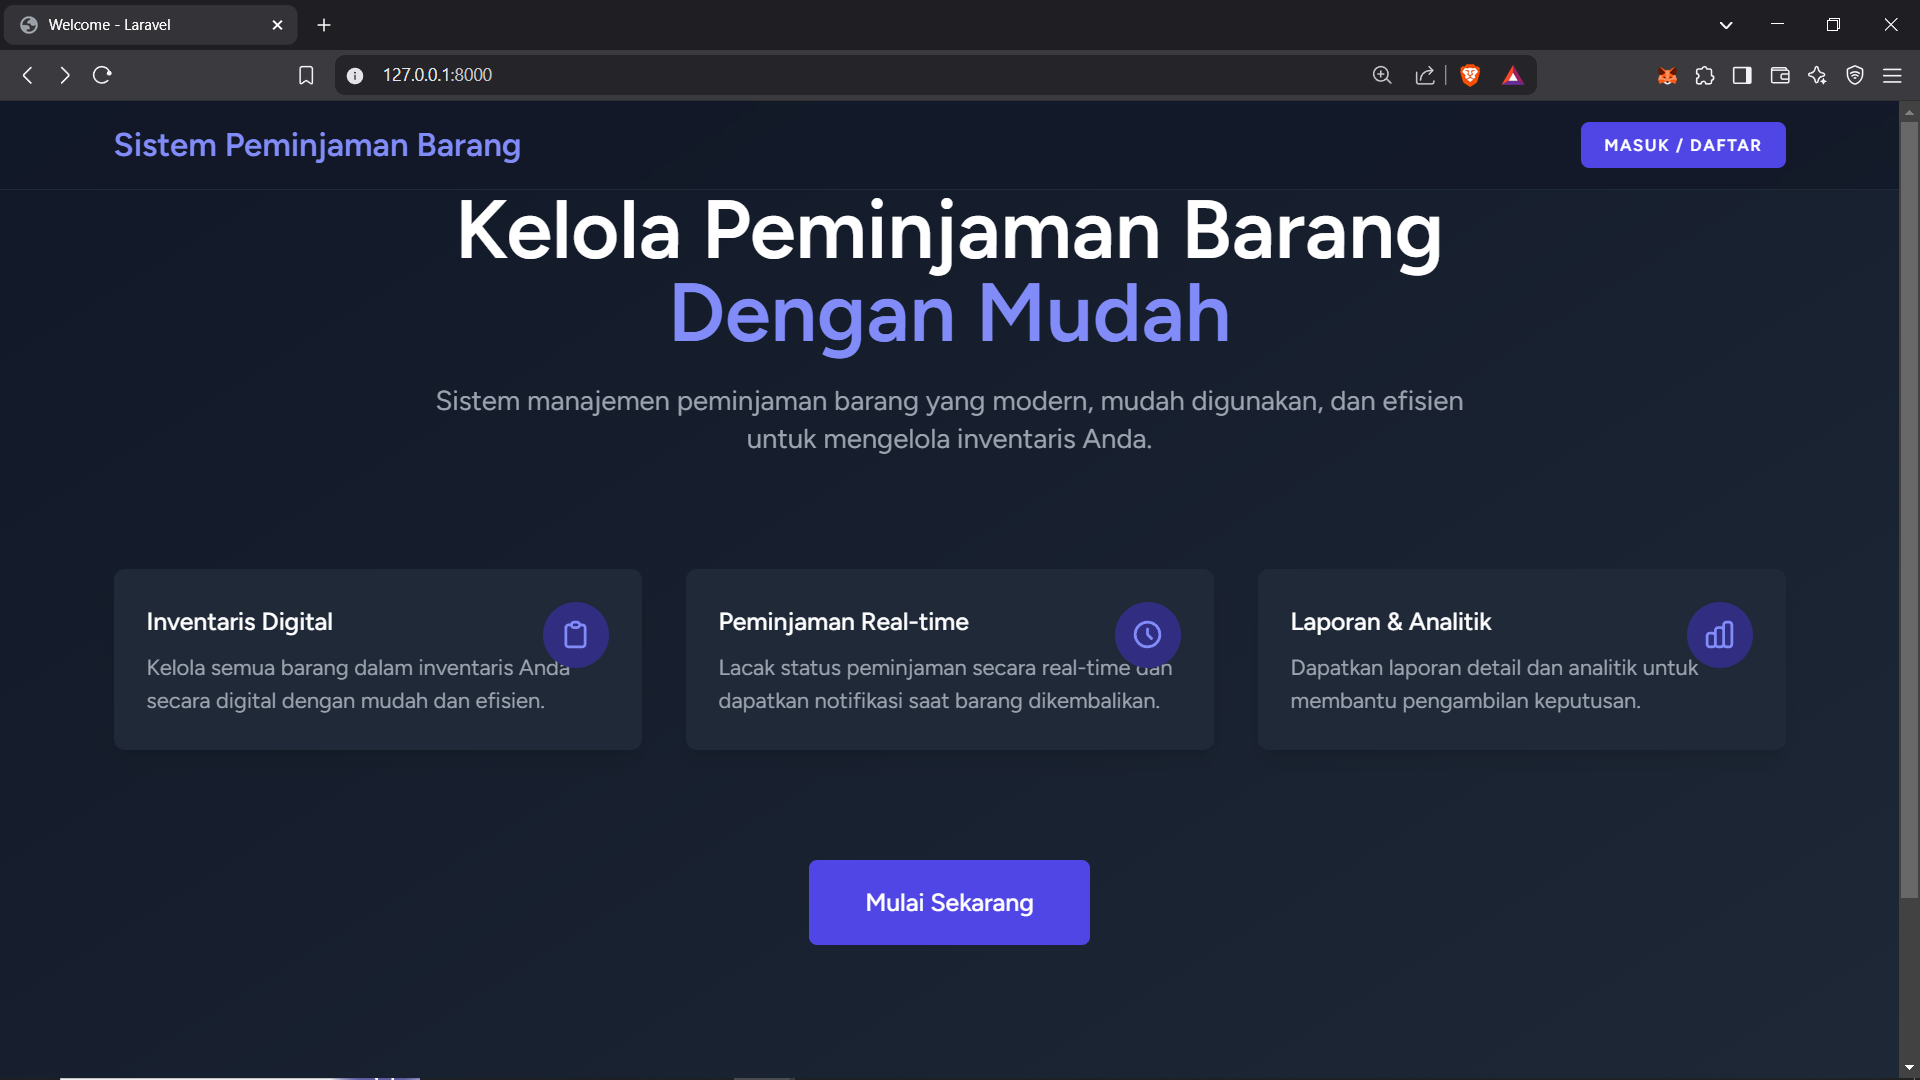 Welcome - Laravel
127.0.0.1:8000
Sistem Peminjaman Barang
MASUK / DAFTAR
Kelola Peminjaman Barang
Dengan Mudah
Sistem manajemen peminjaman barang yang modern, mudah digunakan, dan efisien
untuk mengelola inventaris Anda.
Inventaris Digital
Kelola semua barang dalam inventaris Anda
secara digital dengan mudah dan efisien.
Peminjaman Real-time
Lacak status peminjaman secara real-time dan
dapatkan notifikasi saat barang dikembalikan.
Laporan & Analitik
Dapatkan laporan detail dan analitik untuk
membantu pengambilan keputusan.
Mulai Sekarang